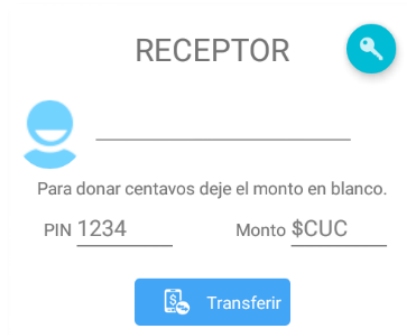 RECEPTOR
Para donar centavos deje el monto en blanco.
PIN 1234 Monto $CUC
Transferir